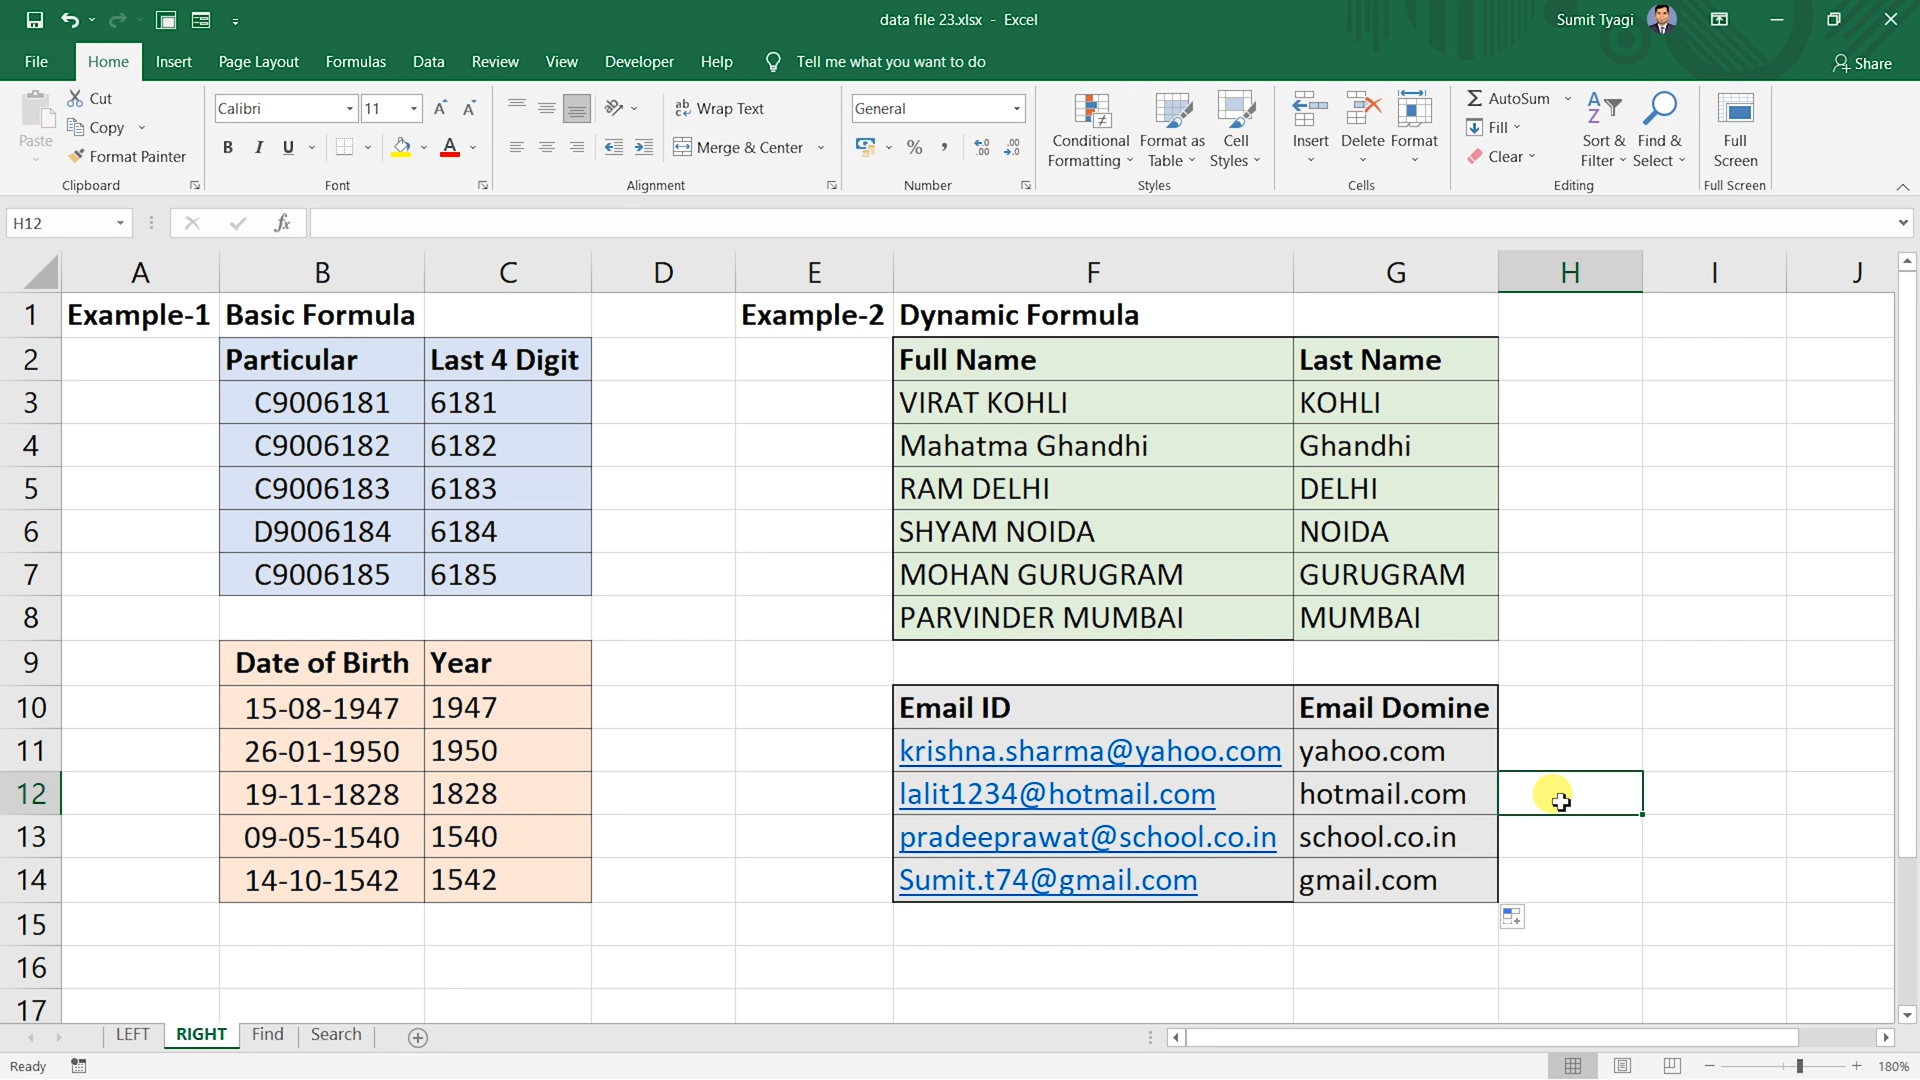 data file 23.xlsx - Excel
Sumit Tyagi
File Home Insert Page Layout Formulas Data Review View Developer Help Tell me what you want to do Share
Paste
Cut
Copy
Format Painter
Clipboard
Calibri 11
B I U A
Font
ab Wrap Text
Merge & Center
Alignment
General
% ,
Number
Conditional Formatting
Format as Table
Cell Styles
Styles
Insert Delete Format
Cells
AutoSum
Fill
Clear
Sort & Filter
Find & Select
Editing
Full Screen
Full Screen
H12 fx
A B C D E F G H I J
1 Example-1 Basic Formula Example-2 Dynamic Formula
2 Particular Last 4 Digit Full Name Last Name
3 C9006181 6181 VIRAT KOHLI KOHLI
4 C9006182 6182 Mahatma Ghandhi Ghandhi
5 C9006183 6183 RAM DELHI DELHI
6 D9006184 6184 SHYAM NOIDA NOIDA
7 C9006185 6185 MOHAN GURUGRAM GURUGRAM
8 PARVINDER MUMBAI MUMBAI
9 Date of Birth Year
10 15-08-1947 1947 Email ID Email Domine
11 26-01-1950 1950 krishna.sharma@yahoo.com yahoo.com
12 19-11-1828 1828 lalit1234@hotmail.com hotmail.com
13 09-05-1540 1540 pradeeprawat@school.co.in school.co.in
14 14-10-1542 1542 Sumit.t74@gmail.com gmail.com
15
16
17
LEFT RIGHT Find Search
Ready 180%